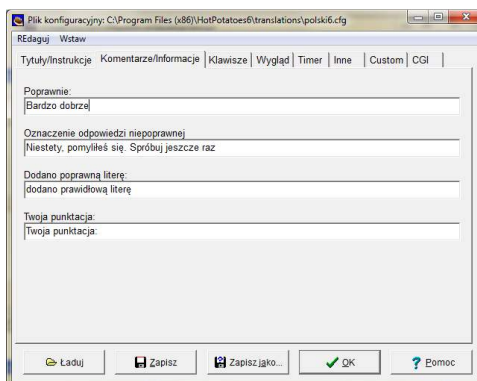 Plik konfiguracyjny: C:\Program Files (x86)\HotPotatoes6\translations\polski6.cfg
REdaguj Wstaw
Tytuły/Instrukcje Komentarze/Informacje Klawisze Wygląd Timer Inne Custom CGI
Poprawnie:
Bardzo dobrze
Oznaczenie odpowiedzi niepoprawnej
Niestety, pomyliłeś się. Spróbuj jeszcze raz
Dodano poprawną literę:
dodano prawidłową literę
Twoja punktacja:
Twoja punktacja:
Ładuj Zapisz Zapisz jako... OK Pomoc